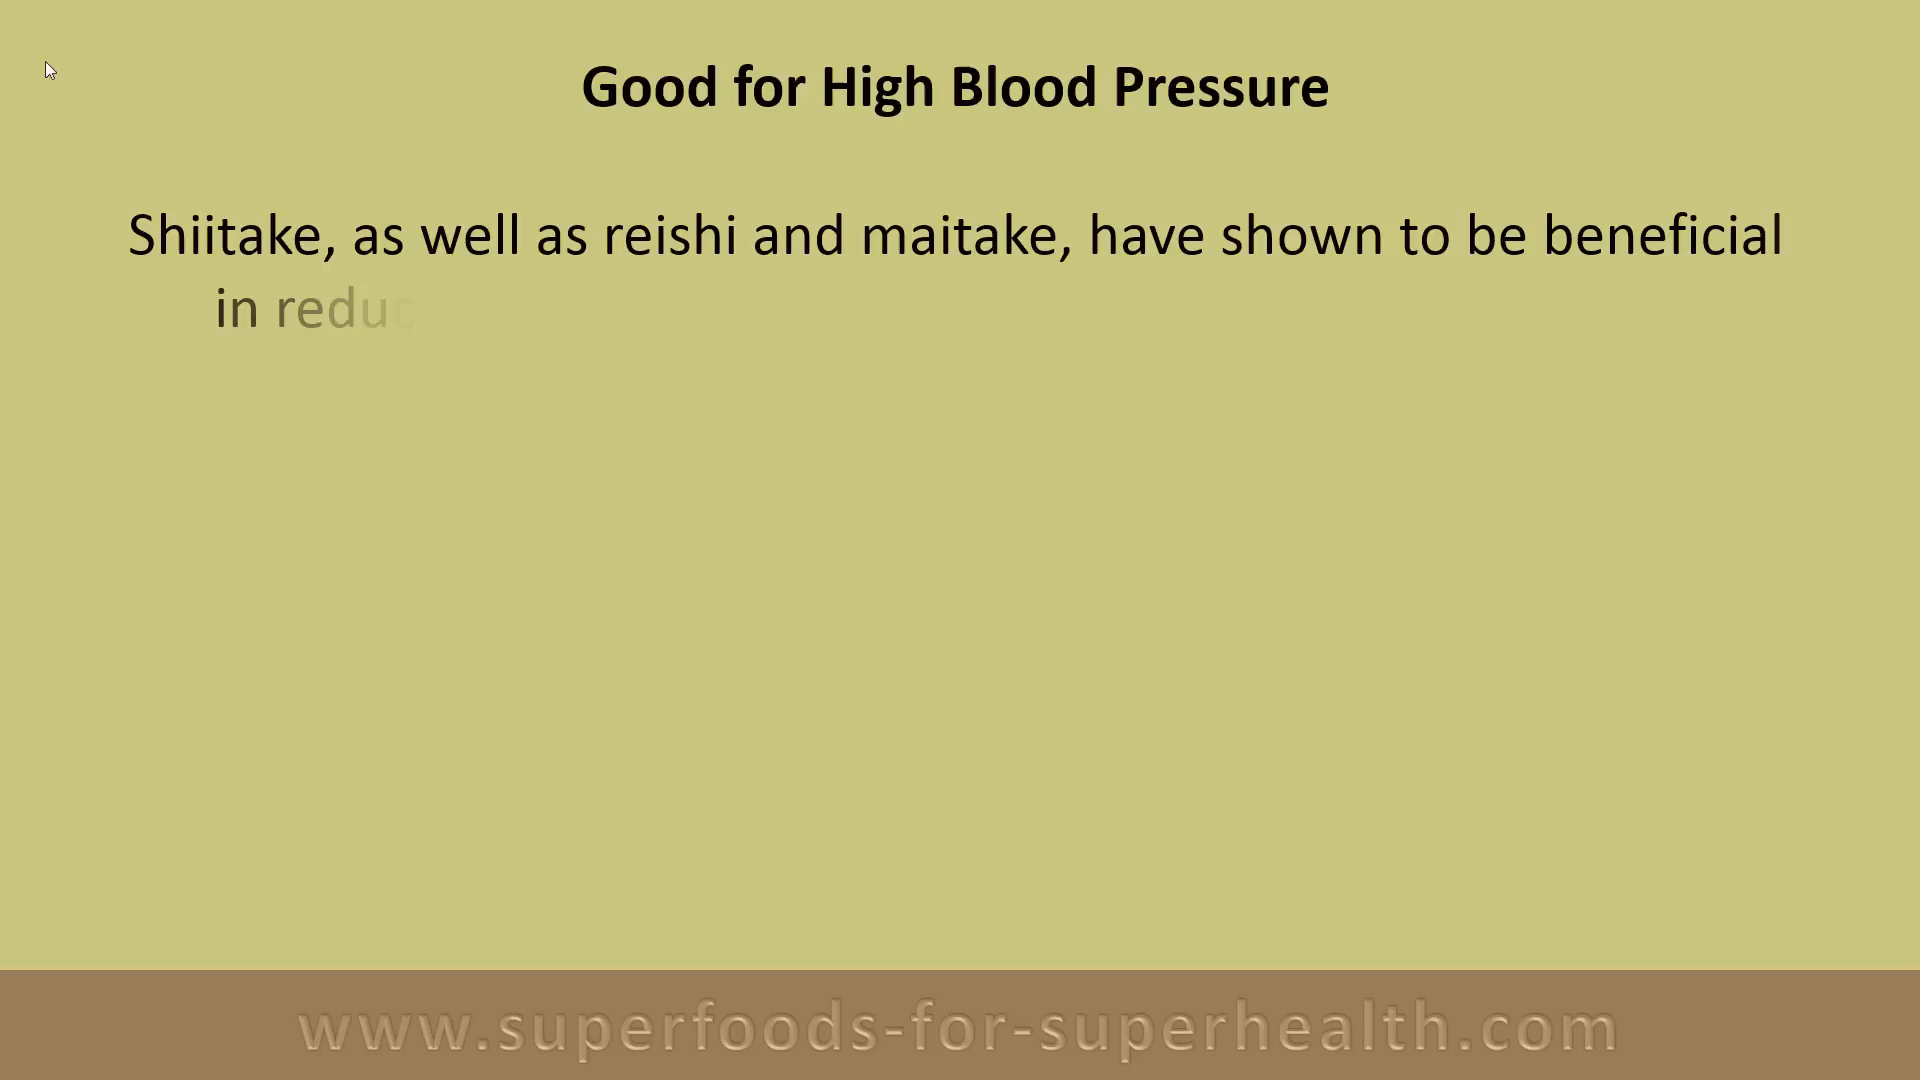 Good for High Blood Pressure
Shiitake, as well as reishi and maitake, have shown to be beneficial
in reduc
www.superfoods-for-superhealth.com